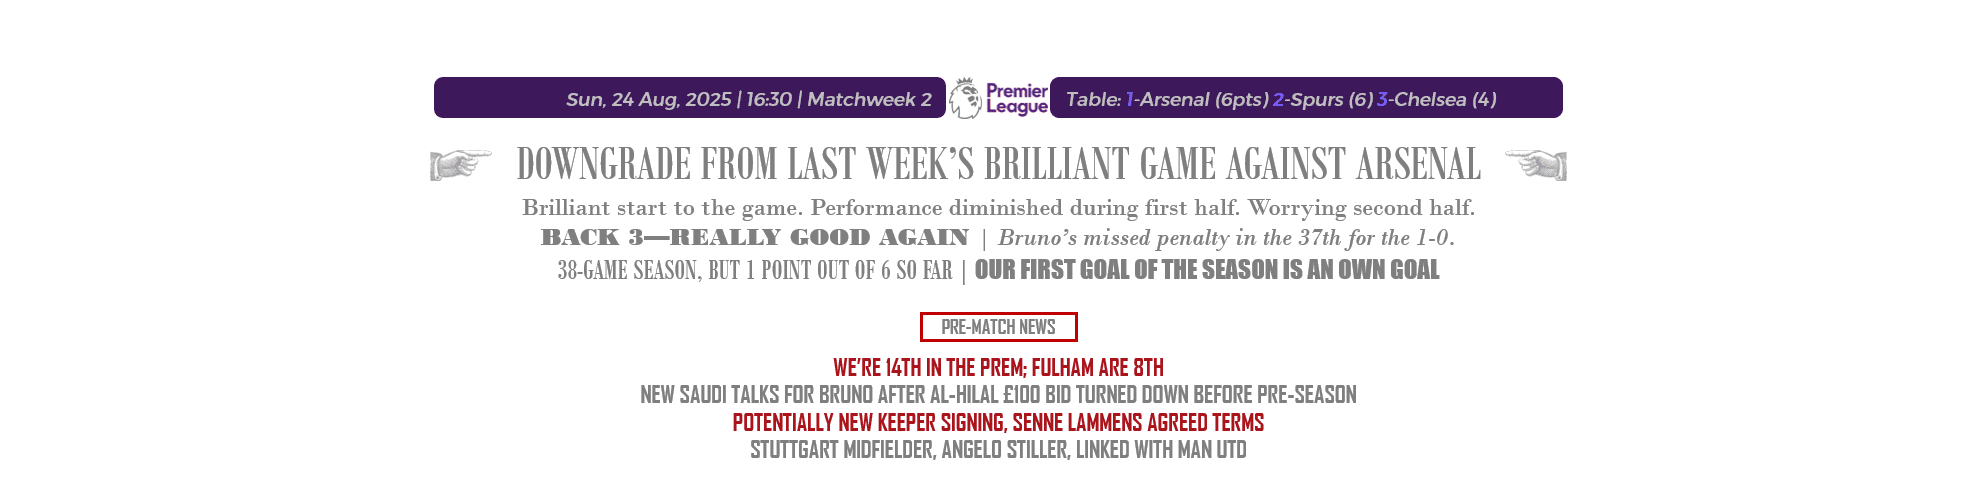 Sun, 24 Aug, 2025 | 16:30 | Matchweek 2
Premier
League
Table: 1-Arsenal (6pts) 2-Spurs (6) 3-Chelsea (4)
DOWNGRADE FROM LAST WEEK’S BRILLIANT GAME AGAINST ARSENAL
Brilliant start to the game. Performance diminished during first half. Worrying second half.
BACK 3—REALLY GOOD AGAIN | Bruno’s missed penalty in the 37th for the 1-0.
38-GAME SEASON, BUT 1 POINT OUT OF 6 SO FAR | OUR FIRST GOAL OF THE SEASON IS AN OWN GOAL
PRE-MATCH NEWS
WE’RE 14TH IN THE PREM; FULHAM ARE 8TH
NEW SAUDI TALKS FOR BRUNO AFTER AL-HILAL £100 BID TURNED DOWN BEFORE PRE-SEASON
POTENTIALLY NEW KEEPER SIGNING, SENNE LAMMENS AGREED TERMS
STUTTGART MIDFIELDER, ANGELO STILLER, LINKED WITH MAN UTD